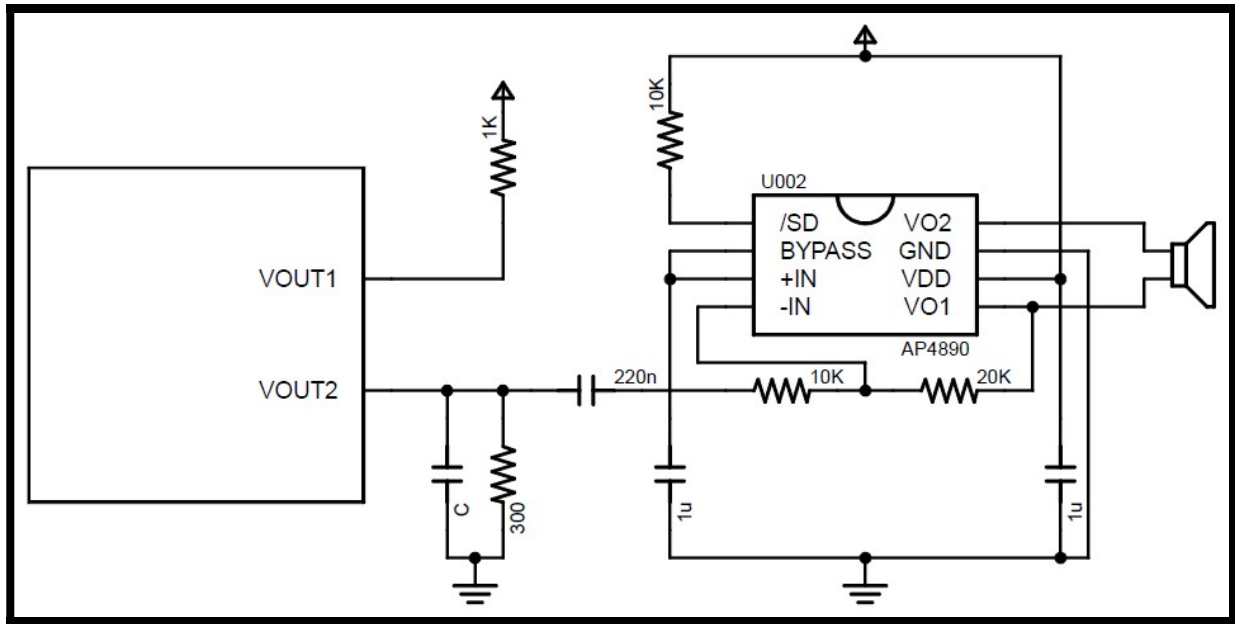 10K
1K
U002
/SD
VO2
BYPASS
GND
VOUT1
+IN
VDD
-IN
VO1
AP4890
VOUT2
220n
10K
20K
C
300
1u
1u